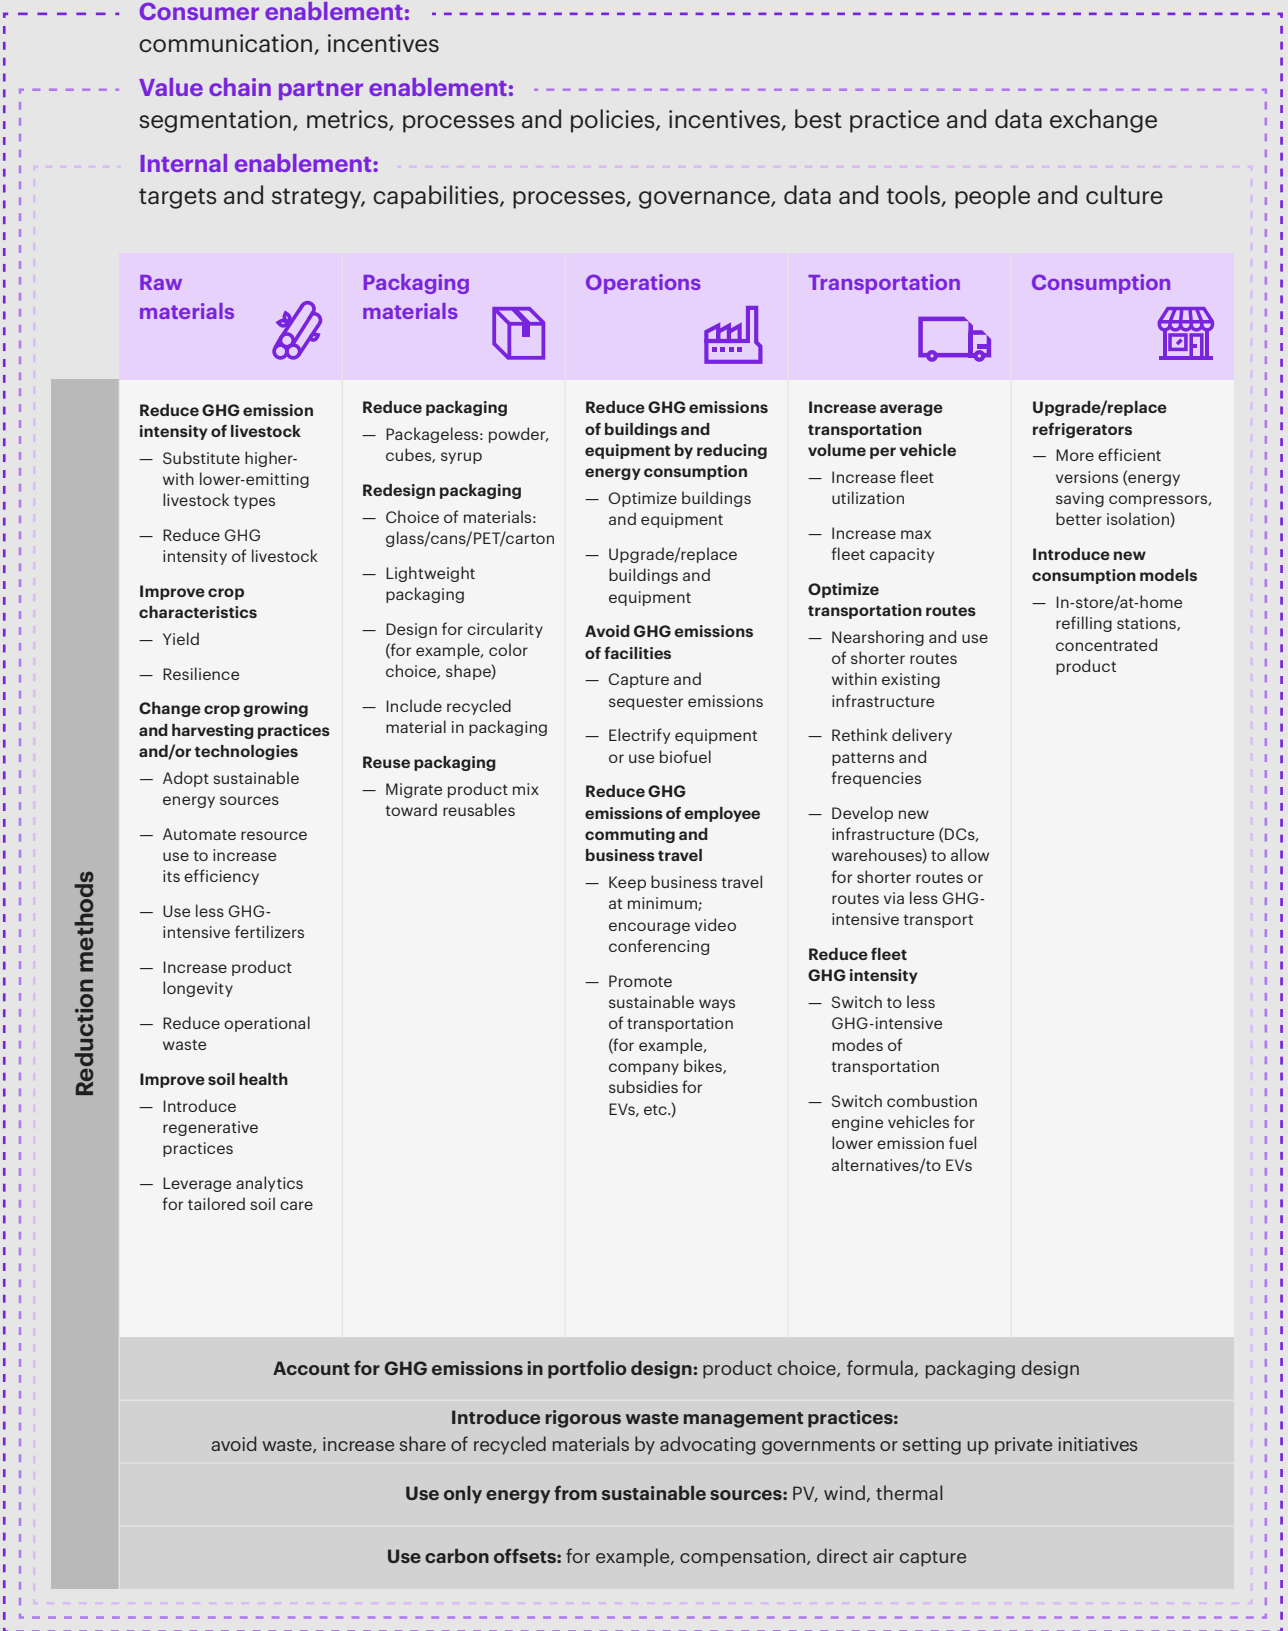 Consumer enablement:
communication, incentives
Value chain partner enablement:
segmentation, metrics, processes and policies, incentives, best practice and data exchange
Internal enablement:
targets and strategy, capabilities, processes, governance, data and tools, people and culture
Raw
materials
Packaging
materials
Operations
Transportation
Consumption
Reduction methods
Reduce GHG emission
intensity of livestock
— Substitute higher-
with lower-emitting
livestock types
— Reduce GHG
intensity of livestock
Improve crop
characteristics
— Yield
— Resilience
Change crop growing
and harvesting practices
and/or technologies
— Adopt sustainable
energy sources
— Automate resource
use to increase
its efficiency
— Use less GHG-
intensive fertilizers
— Increase product
longevity
— Reduce operational
waste
Improve soil health
— Introduce
regenerative
practices
— Leverage analytics
for tailored soil care
Reduce packaging
— Packageless: powder,
cubes, syrup
Redesign packaging
— Choice of materials:
glass/cans/PET/carton
— Lightweight
packaging
— Design for circularity
(for example, color
choice, shape)
— Include recycled
material in packaging
Reuse packaging
— Migrate product mix
toward reusables
Reduce GHG emissions
of buildings and
equipment by reducing
energy consumption
— Optimize buildings
and equipment
— Upgrade/replace
buildings and
equipment
Avoid GHG emissions
of facilities
— Capture and
sequester emissions
— Electrify equipment
or use biofuel
Reduce GHG
emissions of employee
commuting and
business travel
— Keep business travel
at minimum;
encourage video
conferencing
— Promote
sustainable ways
of transportation
(for example,
company bikes,
subsidies for
EVs, etc.)
Increase average
transportation
volume per vehicle
— Increase fleet
utilization
— Increase max
fleet capacity
Optimize
transportation routes
— Nearshoring and use
of shorter routes
within existing
infrastructure
— Rethink delivery
patterns and
frequencies
— Develop new
infrastructure (DCs,
warehouses) to allow
for shorter routes or
routes via less GHG-
intensive transport
Reduce fleet
GHG intensity
— Switch to less
GHG-intensive
modes of
transportation
— Switch combustion
engine vehicles for
lower emission fuel
alternatives/to EVs
Upgrade/replace
refrigerators
— More efficient
versions (energy
saving compressors,
better isolation)
Introduce new
consumption models
— In-store/at-home
refilling stations,
concentrated
product
Account for GHG emissions in portfolio design: product choice, formula, packaging design
Introduce rigorous waste management practices:
avoid waste, increase share of recycled materials by advocating governments or setting up private initiatives
Use only energy from sustainable sources: PV, wind, thermal
Use carbon offsets: for example, compensation, direct air capture